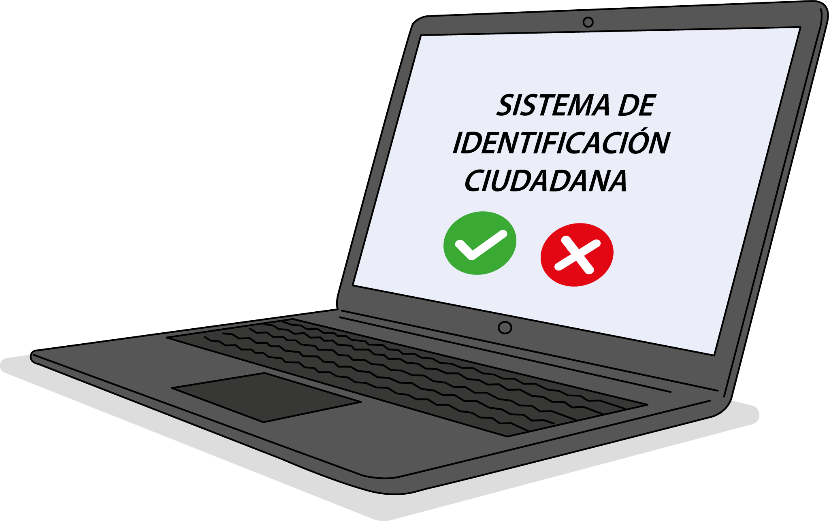 SISTEMA DE
IDENTIFICACIÓN
CIUDADANA